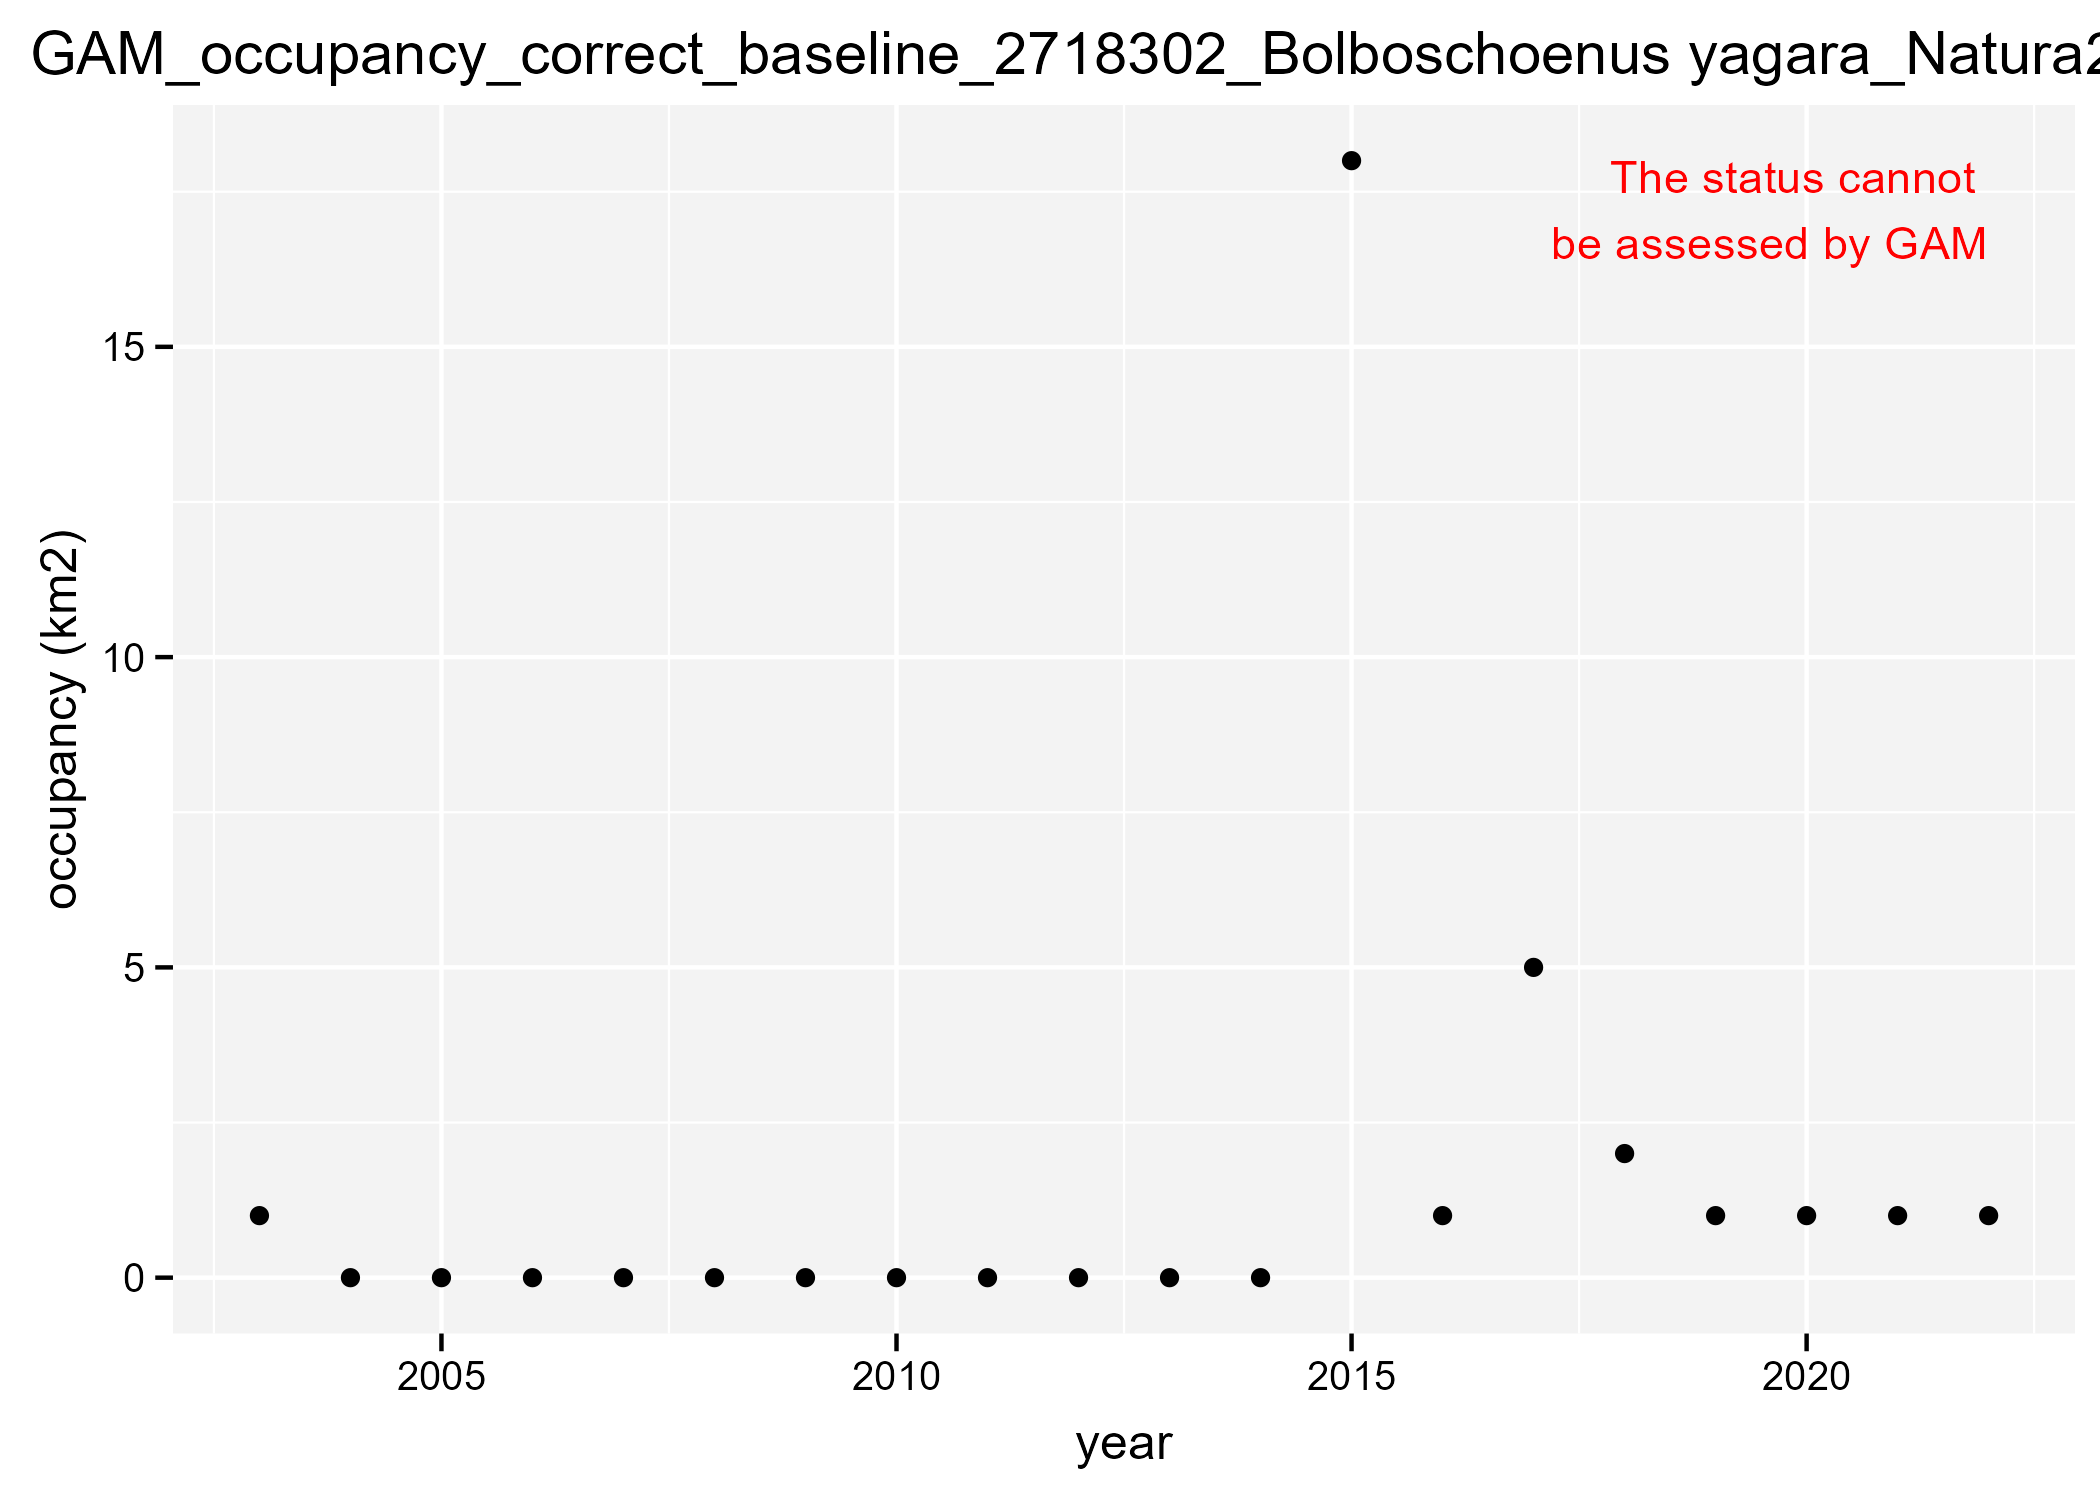 GAM_occupancy_correct_baseline_2718302_Bolboschoenus yagara_Natura2
The status cannot
be assessed by GAM
15
10
5
0
occupancy (km2)
2005 2010 2015 2020
year